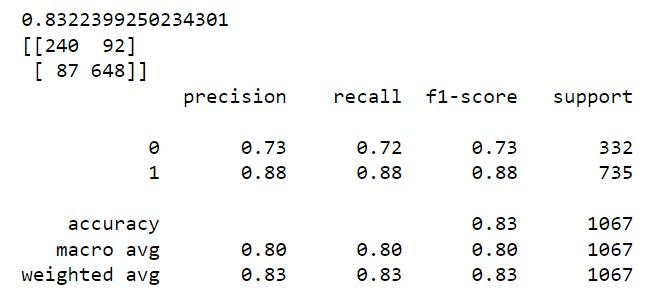 0.8322399250234301
[[240  92]
 [ 87 648]]
              precision    recall  f1-score   support

           0       0.73      0.72      0.73       332
           1       0.88      0.88      0.88       735

    accuracy                           0.83      1067
   macro avg       0.80      0.80      0.80      1067
weighted avg       0.83      0.83      0.83      1067